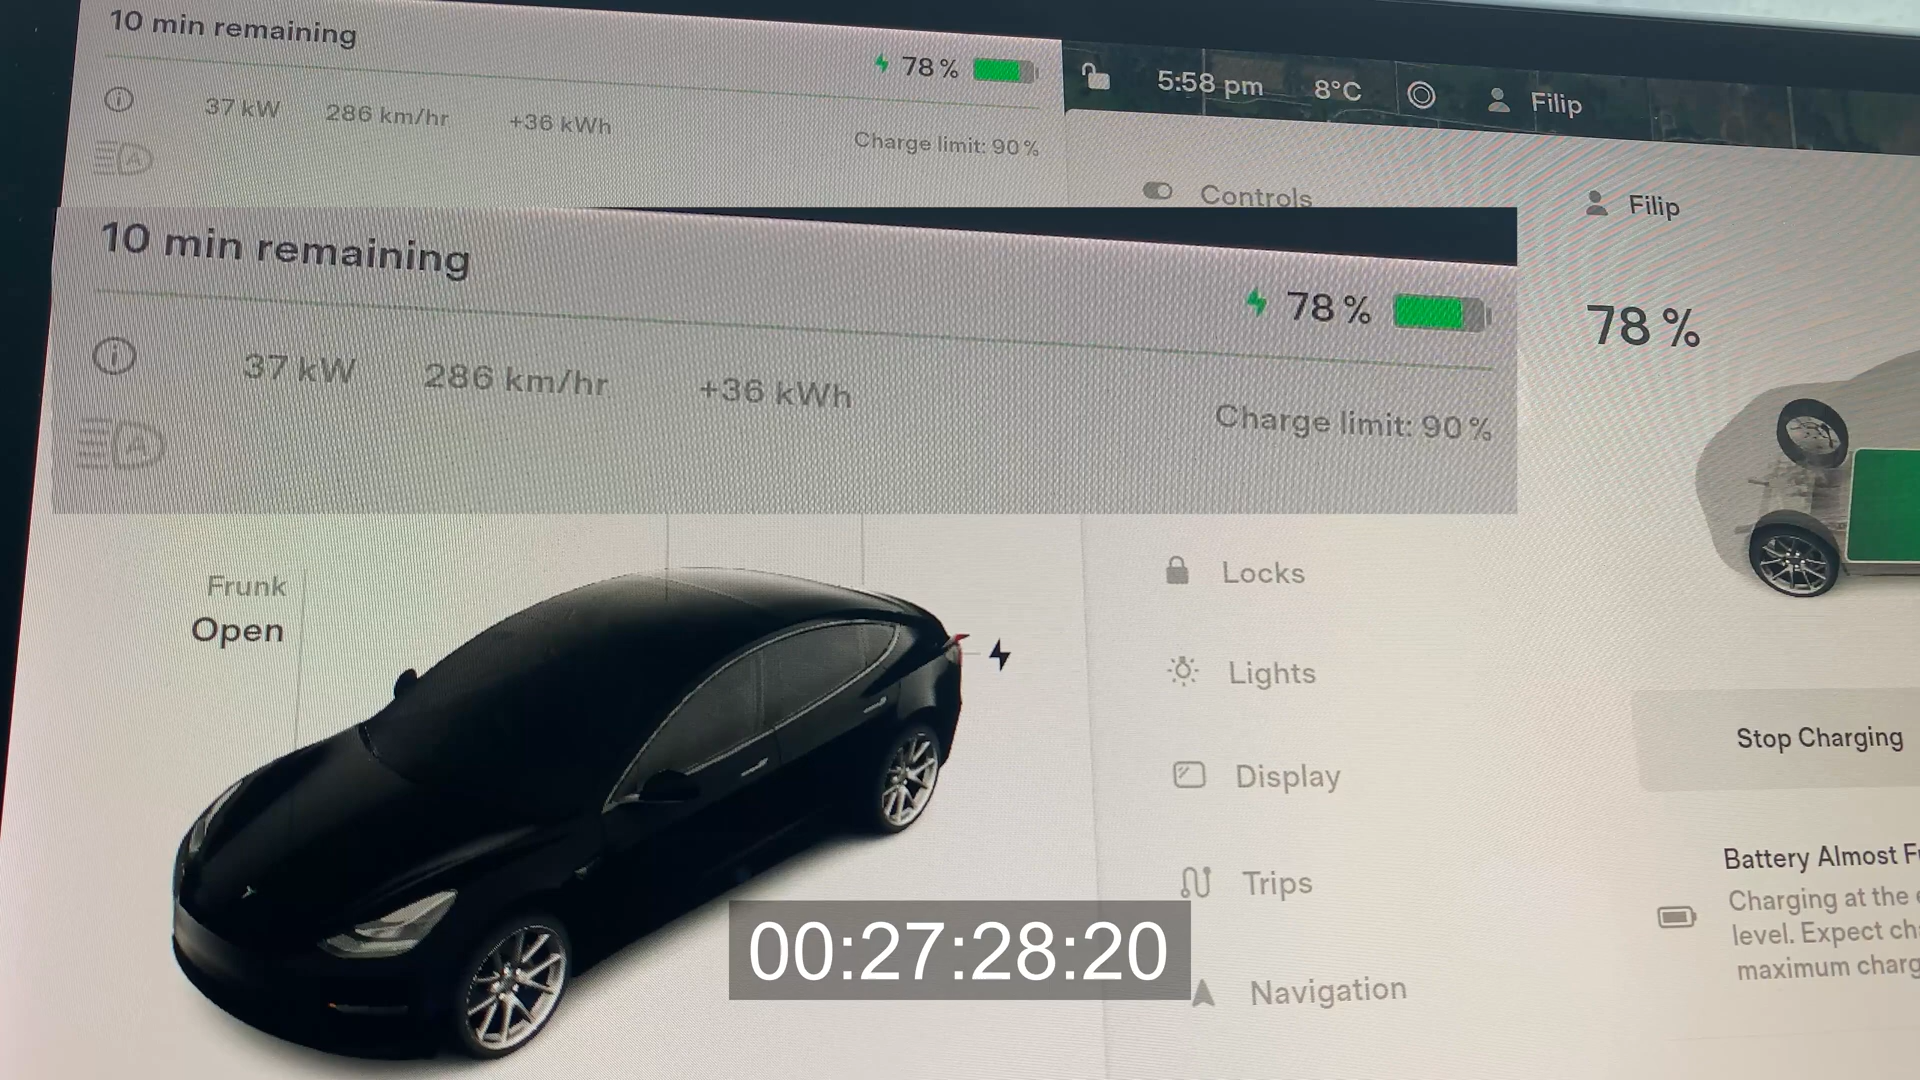 10 min remaining
78 %
37 kW 286 km/hr +36 kWh
Charge limit: 90 %
5:58 pm 8°C Filip
Controls
Filip
10 min remaining
78 %
37 kW 286 km/hr +36 kWh
Charge limit: 90 %
78 %
Frunk
Open
Locks
Lights
Display
Trips
Navigation
Stop Charging
Battery Almost
Charging at the
level. Expect
maximum
00:27:28:20